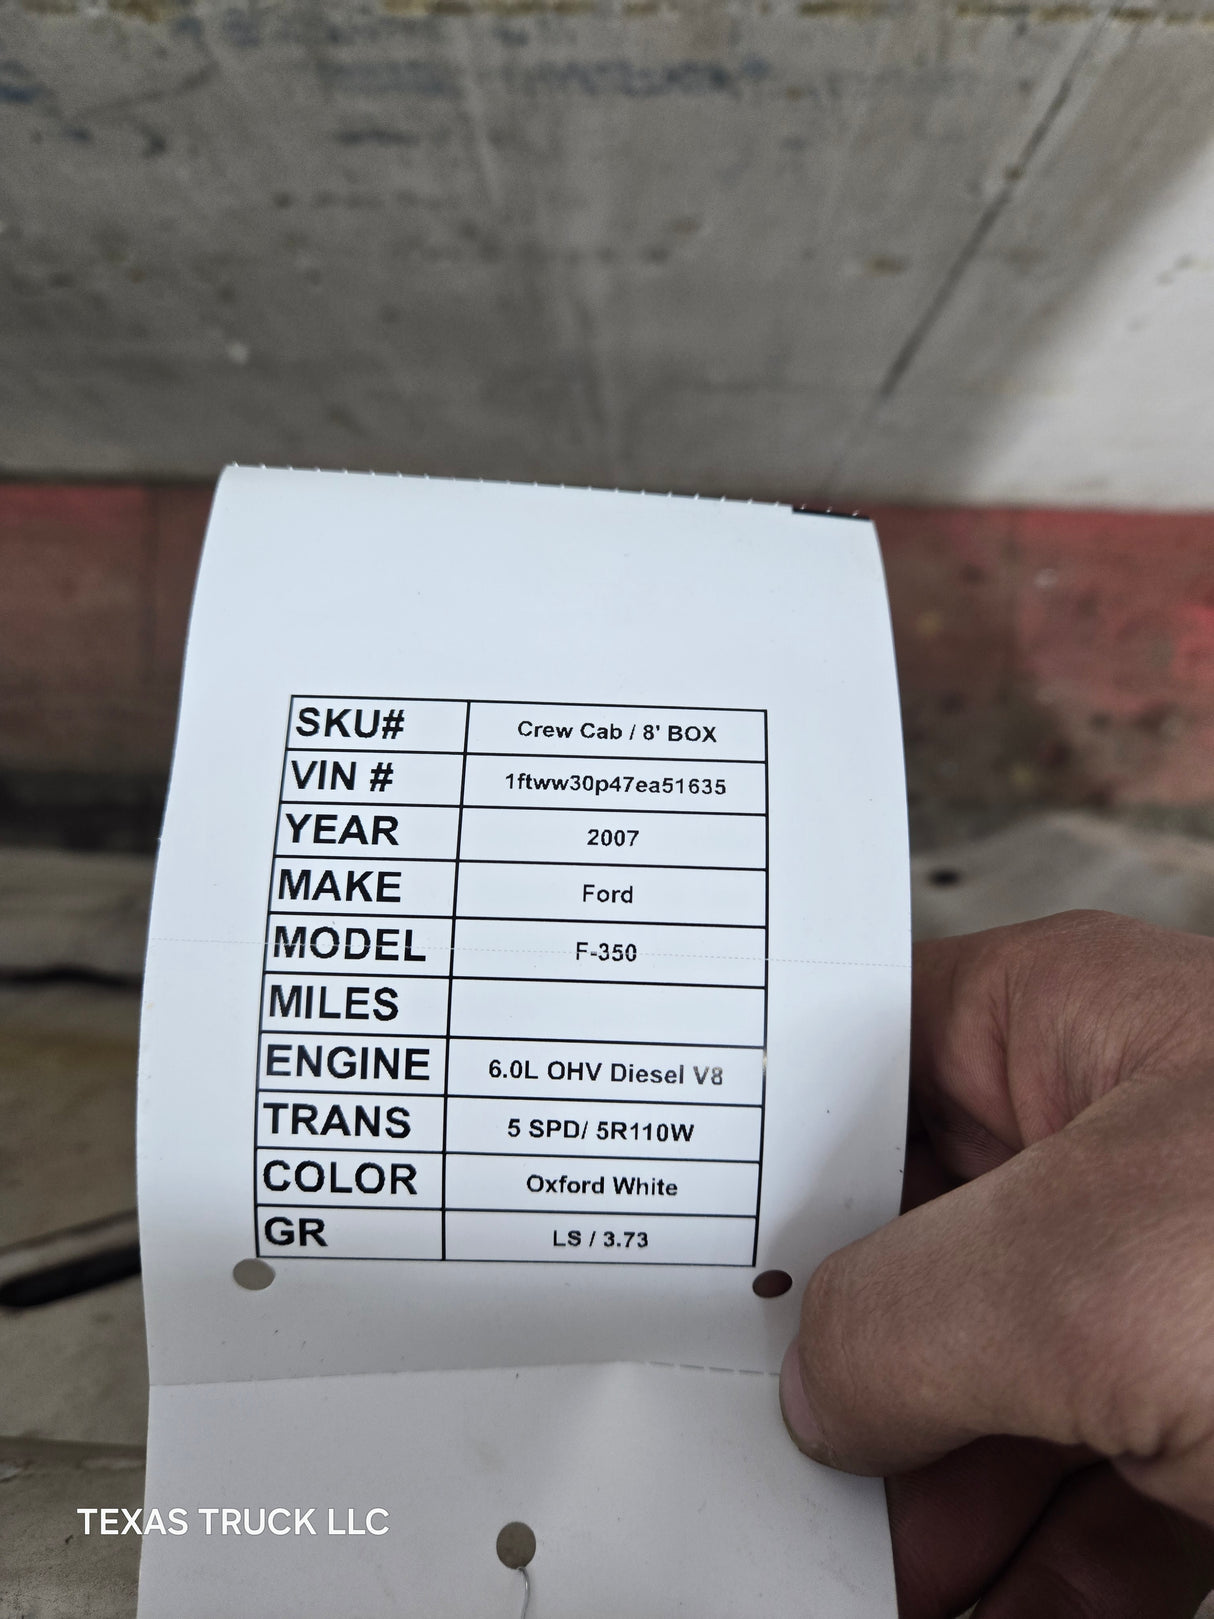 SKU# Crew Cab / 8' BOX
VIN # 1ftww30p47ea51635
YEAR 2007
MAKE Ford
MODEL F-350
MILES
ENGINE 6.0L OHV Diesel V8
TRANS 5 SPD/ 5R110W
COLOR Oxford White
GR LS / 3.73
TEXAS TRUCK LLC